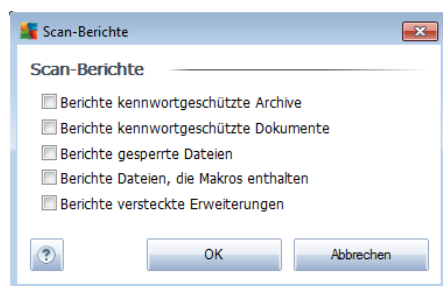 Scan-Berichte
Scan-Berichte
Berichte kennwortgeschützte Archive
Berichte kennwortgeschützte Dokumente
Berichte gesperrte Dateien
Berichte Dateien, die Makros enthalten
Berichte versteckte Erweiterungen
? OK Abbrechen